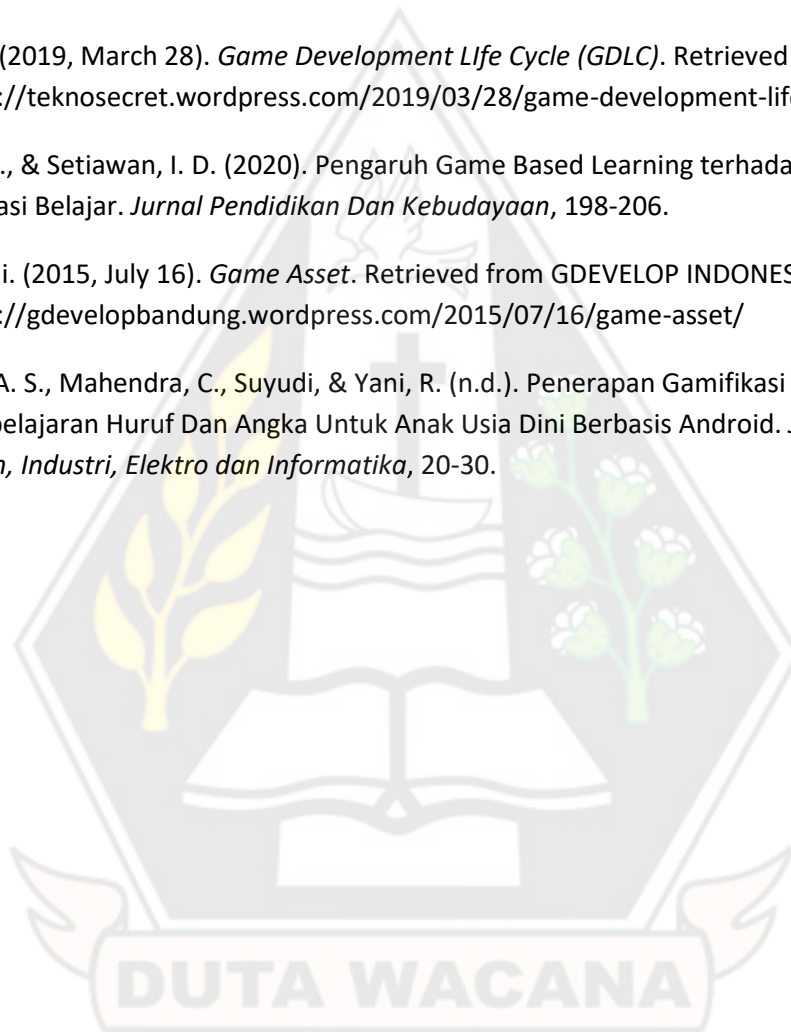 (2019, March 28). Game Development LIfe Cycle (GDLC). Retrieved
://teknosecret.wordpress.com/2019/03/28/game-development-life
., & Setiawan, I. D. (2020). Pengaruh Game Based Learning terhada
asi Belajar. Jurnal Pendidikan Dan Kebudayaan, 198-206.
i. (2015, July 16). Game Asset. Retrieved from GDEVELOP INDONES
://gdevelopbandung.wordpress.com/2015/07/16/game-asset/
A. S., Mahendra, C., Suyudi, & Yani, R. (n.d.). Penerapan Gamifikasi
pelajaran Huruf Dan Angka Untuk Anak Usia Dini Berbasis Android. J
n, Industri, Elektro dan Informatika, 20-30.
DUTA WACANA